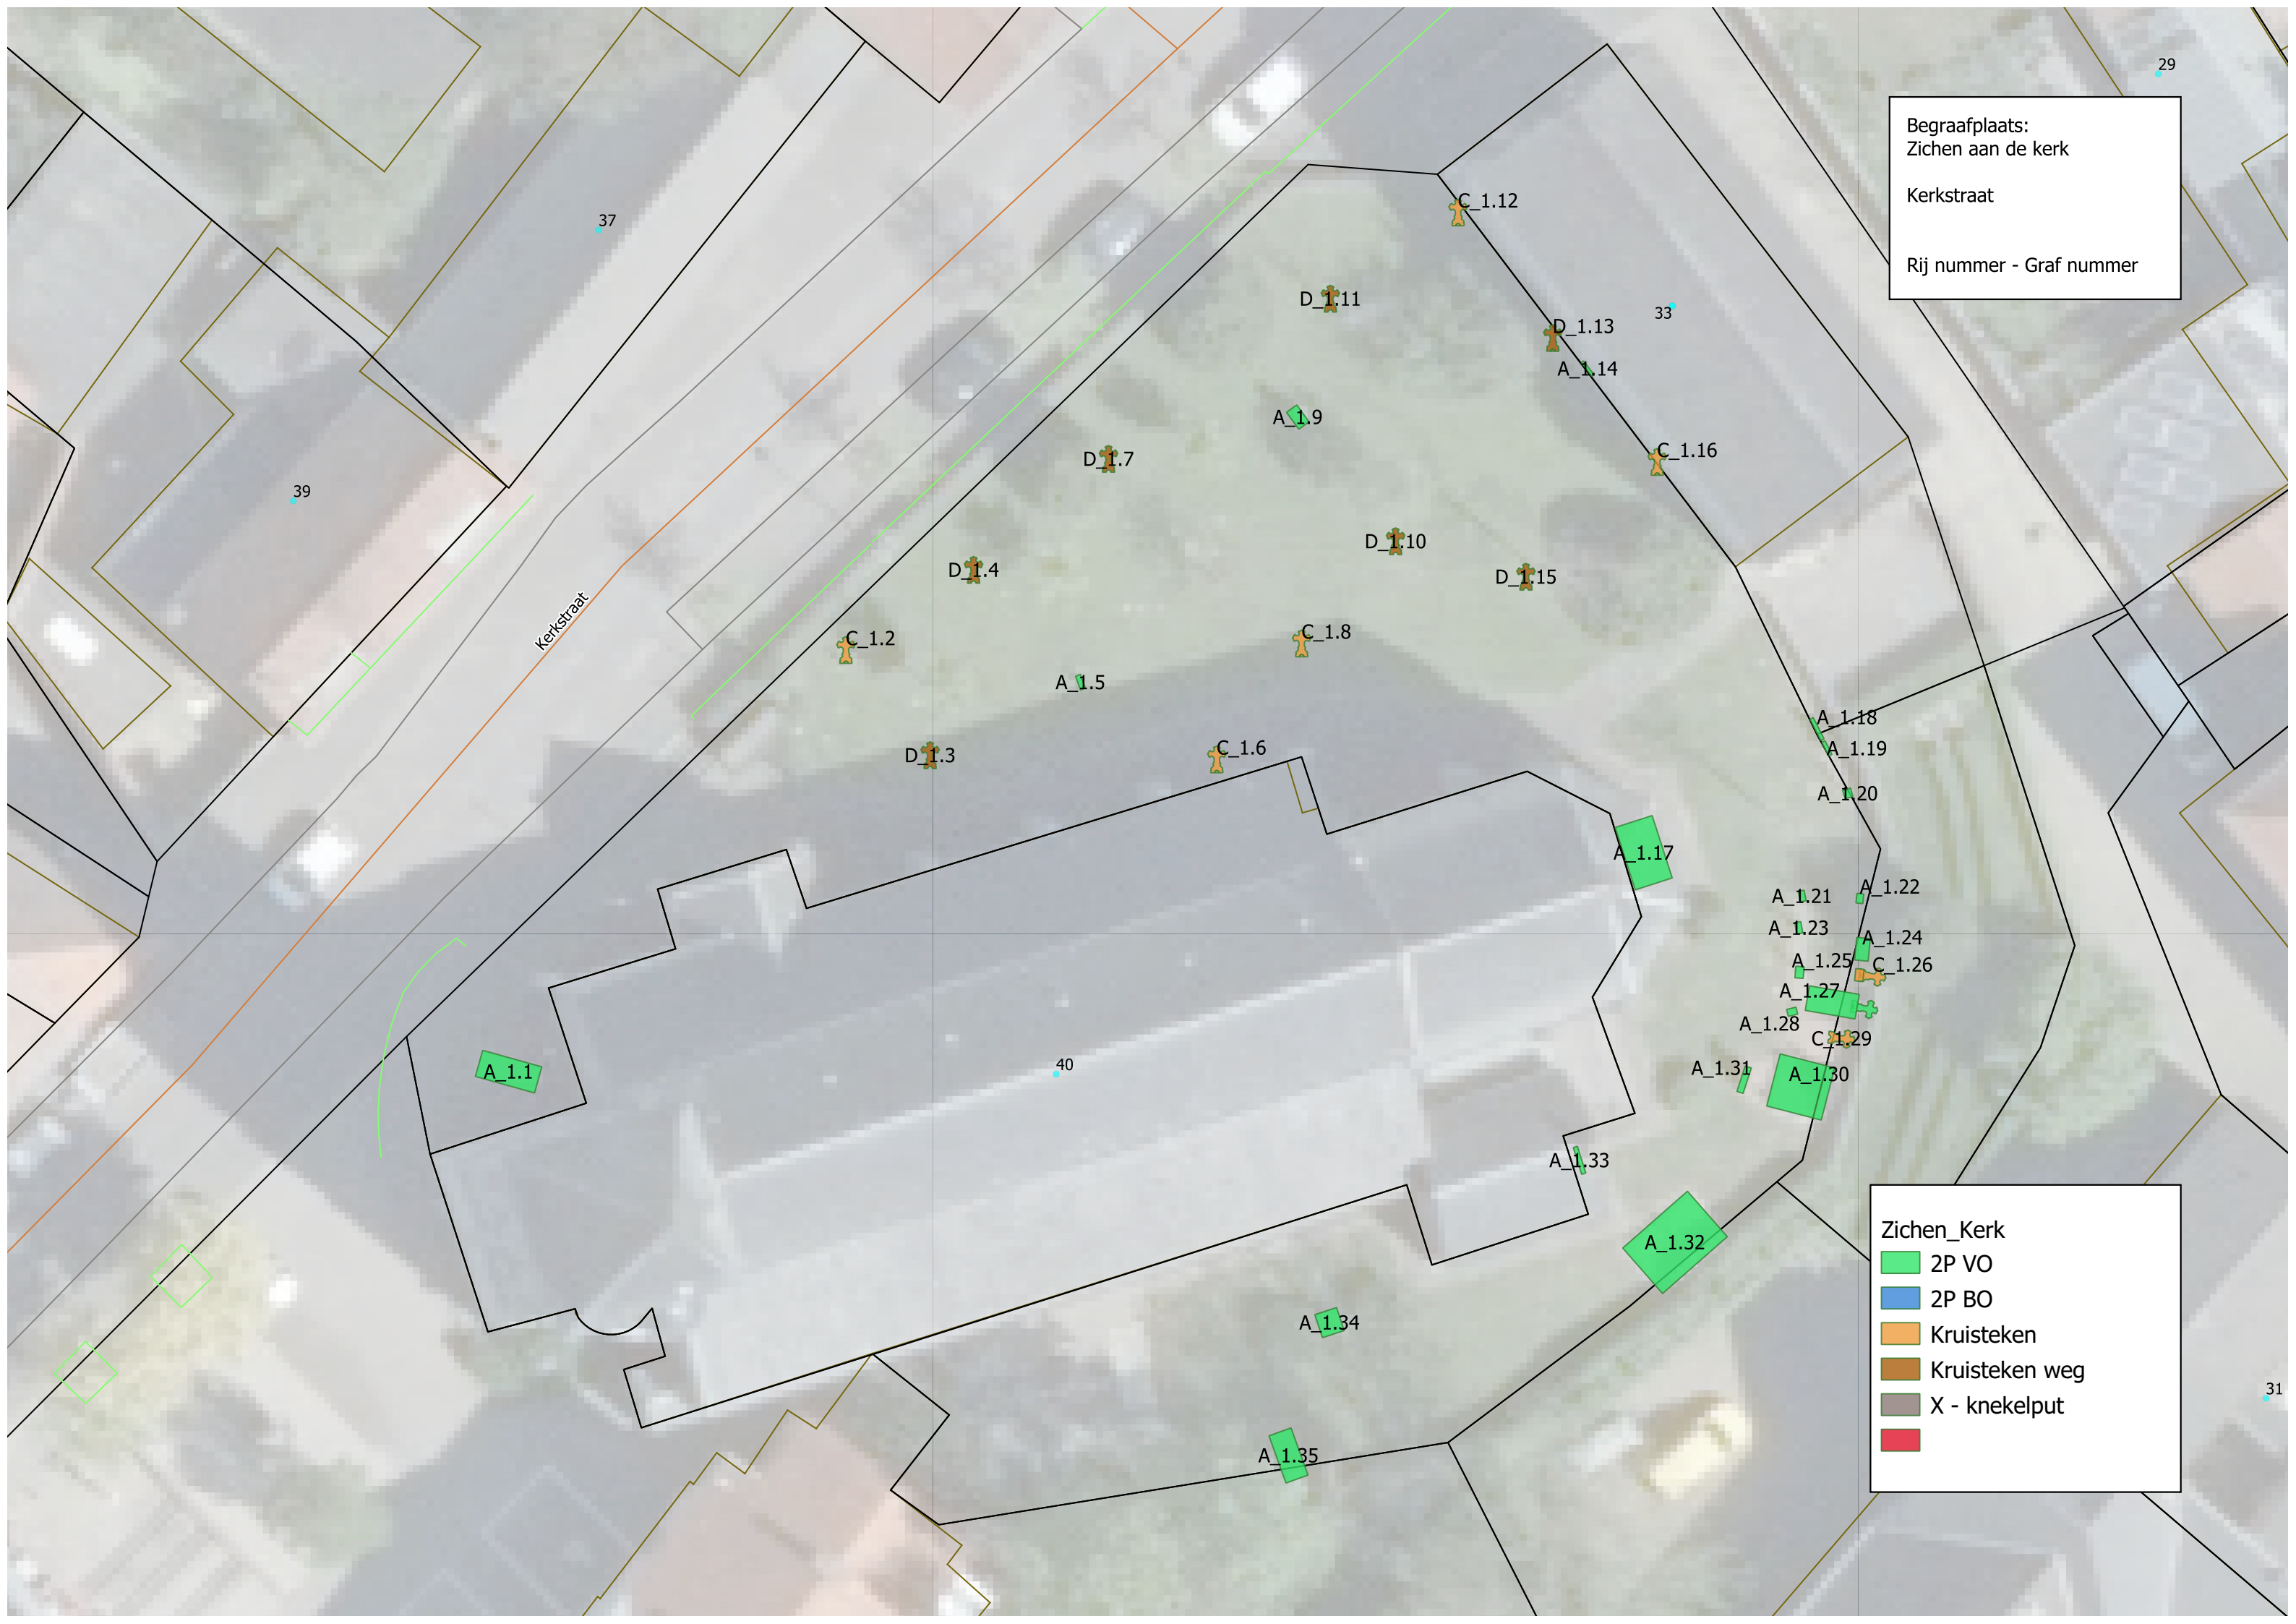 29
Begraafplaats:
Zichen aan de kerk
Kerkstraat
Rij nummer - Graf nummer
37
C_1.12
D_1.11
33
D_1.13
A_1.14
A_1.9
C_1.16
D_1.7
39
D_1.10
D_1.4
D_1.15
Kerkstraat
C_1.2
C_1.8
A_1.5
A_1.18
C_1.6
A_1.19
D_1.3
A_1.20
A_1.17
A_1.22
A_1.21
A_1.23
A_1.24
A_1.25
C_1.26
A_1.27
A_1.28
C_1.29
40
A_1.31
A_1.1
A_1.30
A_1.33
A_1.32
Zichen_Kerk
2P VO
2P BO
Kruisteken
Kruisteken weg
X - knekelput
A_1.34
31
A_1.35